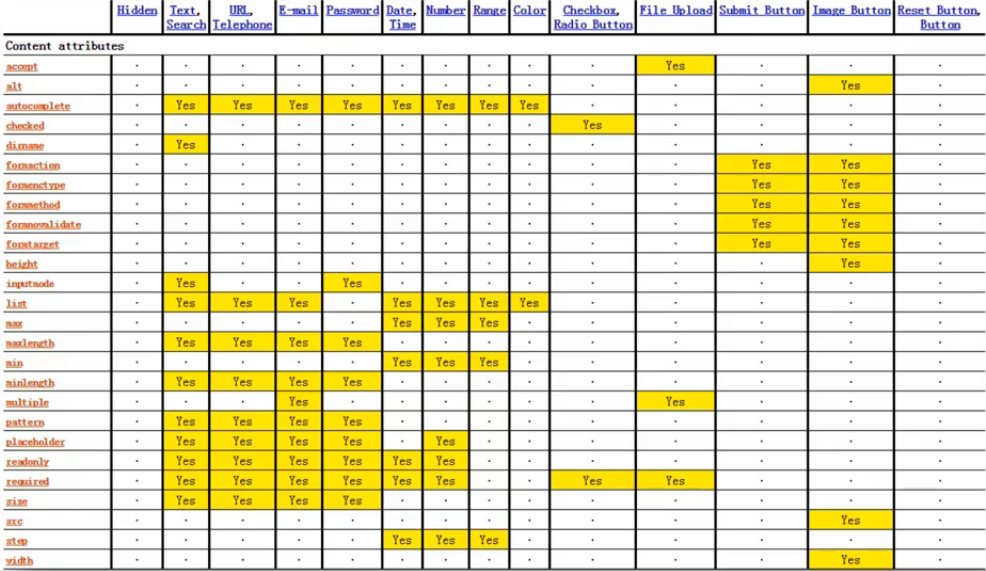 Hidden Text, Search URL, Telephone E-mail Password Date, Time Number Range Color Checkbox, Radio Button File Upload Submit Button Image Button Reset Button, Button
Content attributes
accept · · · · · · · · · · Yes · · ·
alt · · · · · · · · · · · · Yes ·
autocomplete · Yes Yes Yes Yes Yes Yes Yes Yes · · · · ·
checked · · · · · · · · · Yes · · · ·
dirname · Yes · · · · · · · · · · · ·
formaction · · · · · · · · · · · Yes Yes ·
formenctype · · · · · · · · · · · Yes Yes ·
formmethod · · · · · · · · · · · Yes Yes ·
formnovalidate · · · · · · · · · · · Yes Yes ·
formtarget · · · · · · · · · · · Yes Yes ·
height · · · · · · · · · · · · Yes ·
inputmode · Yes · · Yes · · · · · · · · ·
list · Yes Yes Yes · Yes Yes Yes Yes · · · · ·
max · · · · · Yes Yes Yes · · · · · ·
maxlength · Yes Yes Yes Yes · · · · · · · · ·
min · · · · · Yes Yes Yes · · · · · ·
minlength · Yes Yes Yes Yes · · · · · · · · ·
multiple · · · Yes · · · · · · Yes · · ·
pattern · Yes Yes Yes Yes · · · · · · · · ·
placeholder · Yes Yes Yes Yes · Yes · · · · · · ·
readonly · Yes Yes Yes Yes Yes Yes · · · · · · ·
required · Yes Yes Yes Yes Yes Yes · · Yes Yes · · ·
size · Yes Yes Yes Yes · · · · · · · · ·
src · · · · · · · · · · · · Yes ·
step · · · · · Yes Yes Yes · · · · · ·
width · · · · · · · · · · · · Yes ·